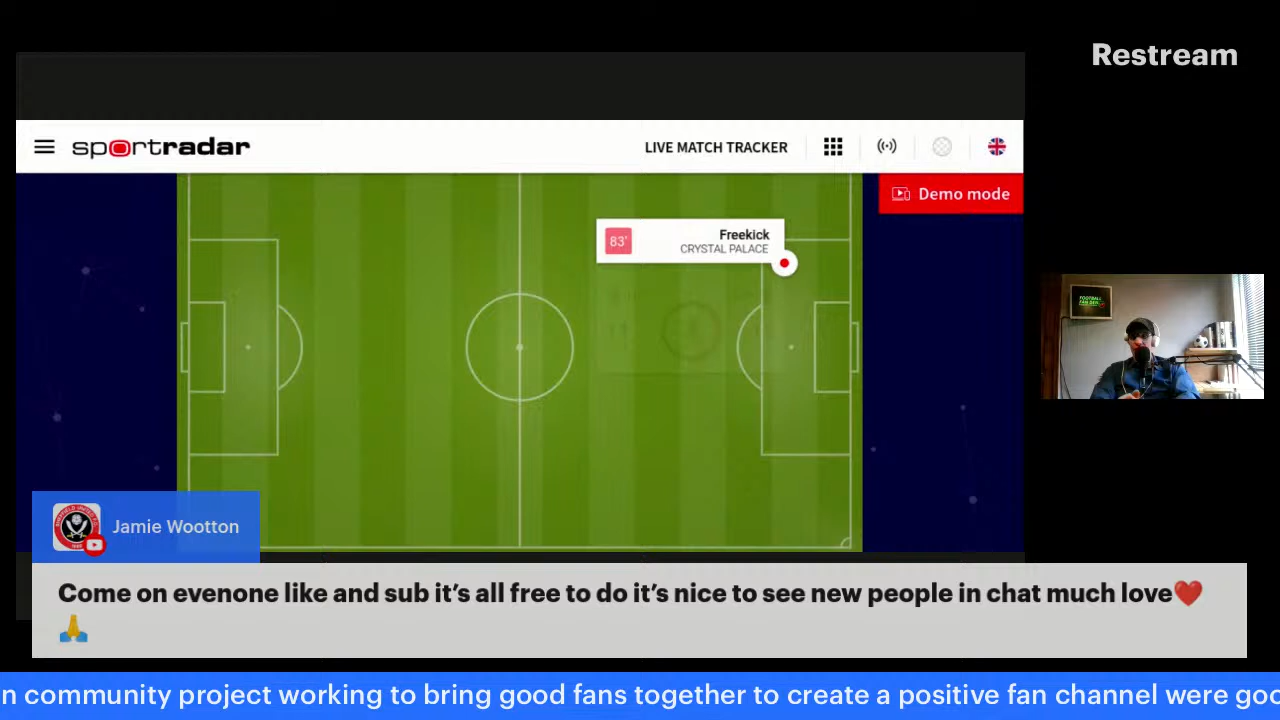 Restream
sportradar
LIVE MATCH TRACKER
Demo mode
83'
Freekick
CRYSTAL PALACE
FOOTBALL
FAN
Jamie Wootton
Come on evenone like and sub it’s all free to do it’s nice to see new people in chat much love❤️
🙏
n community project working to bring good fans together to create a positive fan channel were goo